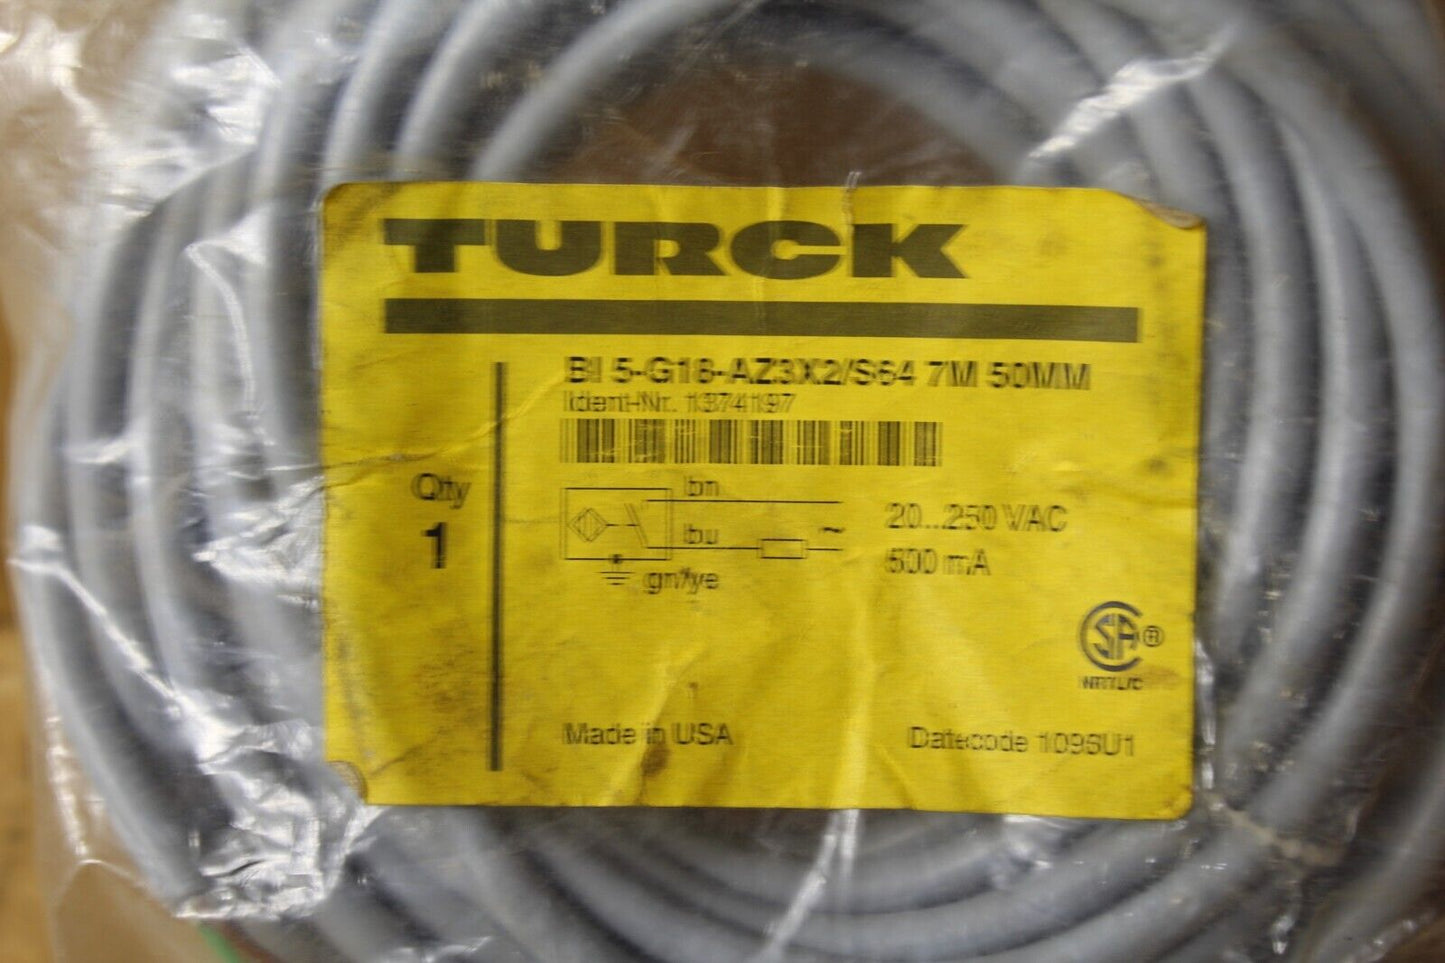 TURCK
BI 5-G18-AZ3X2/S64 7M 50MM
Ident-Nr. 1374197
Qty
1
bn
bu
~
gn/ye
20...250 VAC
500 mA
CSA®
NRTL/C
Made in USA
Datecode 1096U1